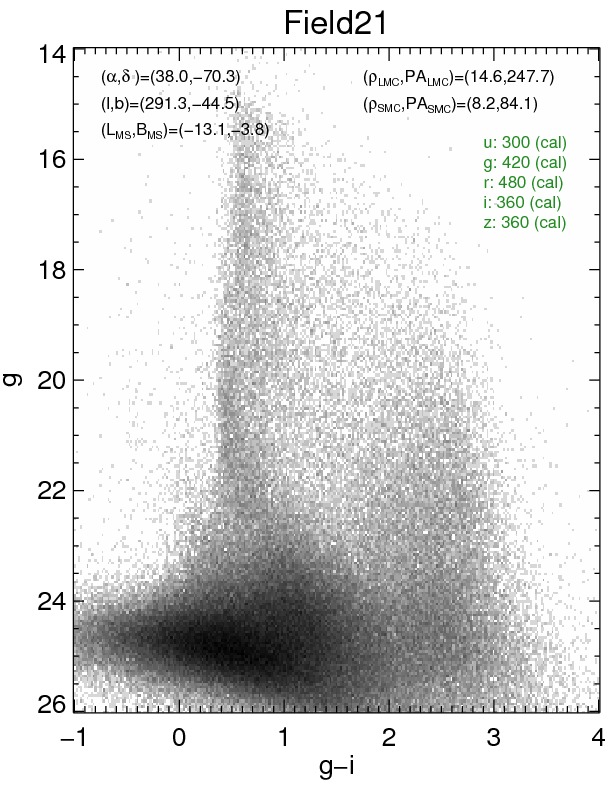 Field21
(α,δ)=(38.0,−70.3)
(ρLMC,PALMC)=(14.6,247.7)
(l,b)=(291.3,−44.5)
(ρSMC,PASMC)=(8.2,84.1)
(LMS,BMS)=(−13.1,−3.8)
u: 300 (cal)
g: 420 (cal)
r: 480 (cal)
i: 360 (cal)
z: 360 (cal)
14
16
18
20
22
24
26
g
−1 0 1 2 3 4
g−i